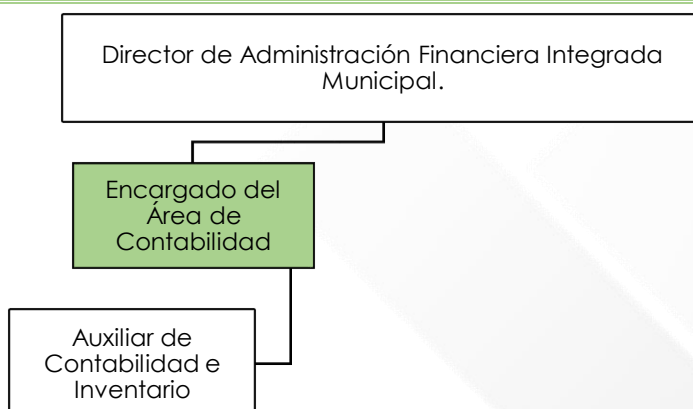 Director de Administración Financiera Integrada
Municipal.
Encargado del
Área de
Contabilidad
Auxiliar de
Contabilidad e
Inventario